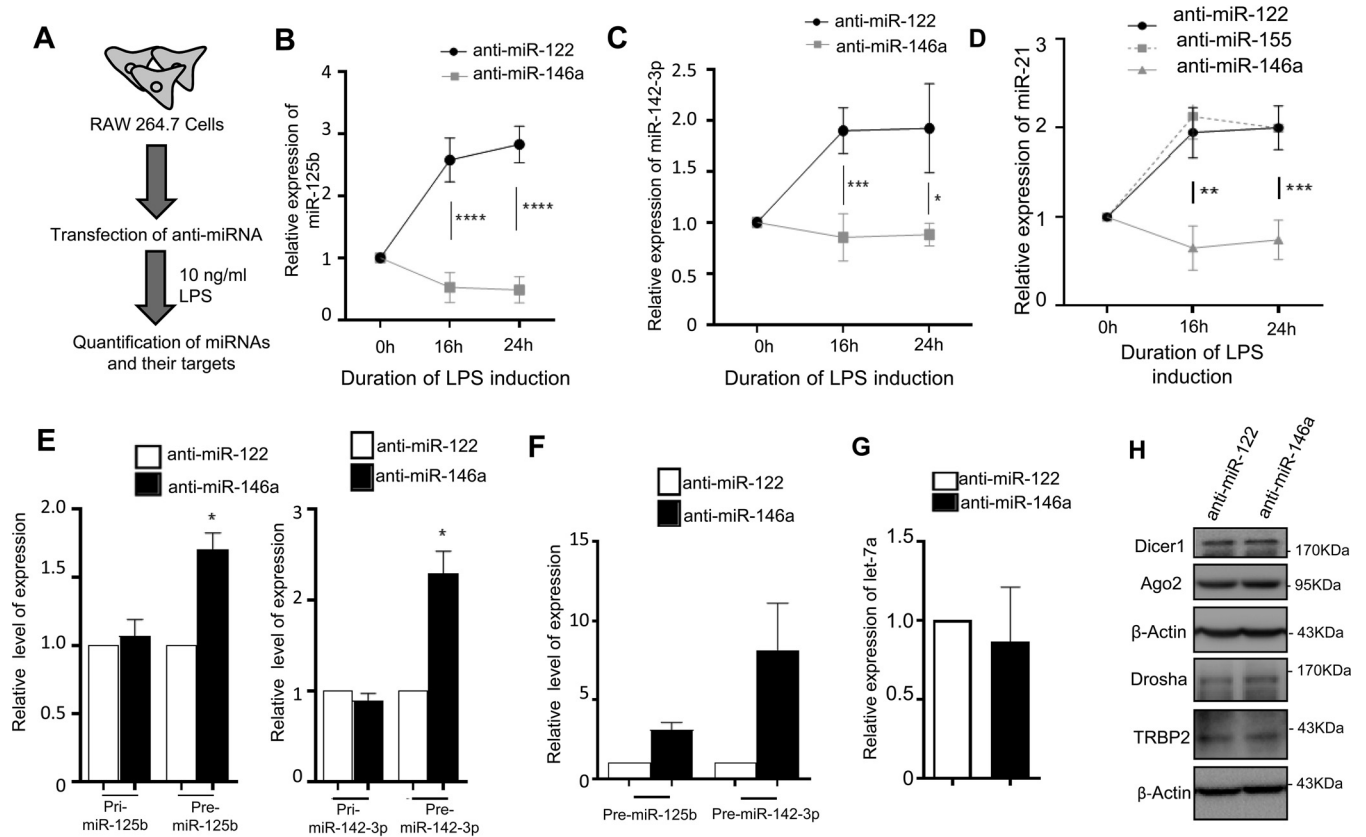 A
RAW 264.7 Cells
Transfection of anti-miRNA
10 ng/ml
LPS
Quantification of miRNAs
and their targets
B
anti-miR-122
anti-miR-146a
Relative expression of
miR-125b
4
3
2
1
0
****
****
0h
16h
24h
Duration of LPS induction
C
anti-miR-122
anti-miR-146a
Relative expression of miR-142-3p
2.5
2.0
1.5
1.0
0.5
0
***
*
0h
16h
24h
Duration of LPS induction
D
anti-miR-122
anti-miR-155
anti-miR-146a
Relative expression of miR-21
3
2
1
0
**
***
0h
16h
24h
Duration of LPS
induction
E
anti-miR-122
anti-miR-146a
Relative level of expression
2.0
1.5
1.0
0.5
0
*
Pri-
miR-125b
Pre-
miR-125b
anti-miR-122
anti-miR-146a
Relative level of expression
3
2
1
0
*
Pri-
miR-142-3p
Pre-
miR-142-3p
F
anti-miR-122
anti-miR-146a
Relative level of expression
15
10
5
0
Pre-miR-125b
Pre-miR-142-3p
G
anti-miR-122
anti-miR-146a
Relative expression of let-7a
1.5
1.0
0.5
0
H
anti-miR-122
anti-miR-146a
Dicer1
- 170KDa
Ago2
- 95KDa
β-Actin
- 43KDa
Drosha
- 170KDa
TRBP2
- 43KDa
β-Actin
- 43KDa